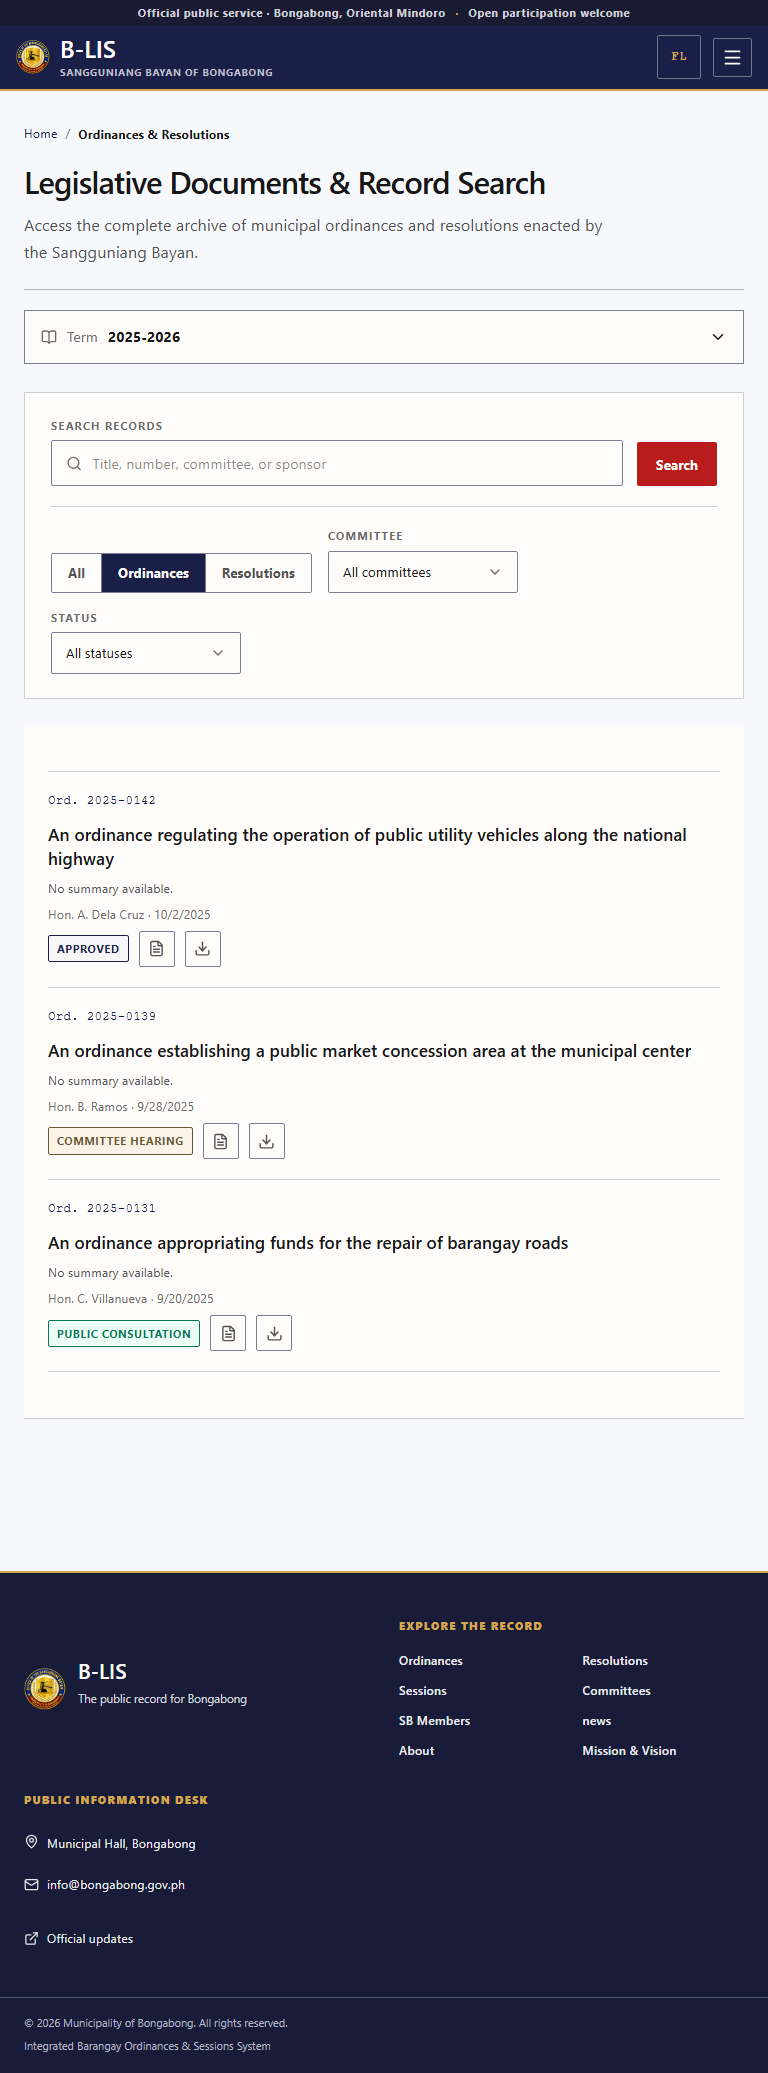 Official public service · Bongabong, Oriental Mindoro · Open participation welcome
B-LIS
SANGGUNIANG BAYAN OF BONGABONG
FL
Home / Ordinances & Resolutions
Legislative Documents & Record Search
Access the complete archive of municipal ordinances and resolutions enacted by
the Sangguniang Bayan.
Term 2025-2026
SEARCH RECORDS
Title, number, committee, or sponsor
Search
COMMITTEE
All Ordinances Resolutions All committees
STATUS
All statuses
Ord. 2025-0142
An ordinance regulating the operation of public utility vehicles along the national
highway
No summary available.
Hon. A. Dela Cruz · 10/2/2025
APPROVED
Ord. 2025-0139
An ordinance establishing a public market concession area at the municipal center
No summary available.
Hon. B. Ramos · 9/28/2025
COMMITTEE HEARING
Ord. 2025-0131
An ordinance appropriating funds for the repair of barangay roads
No summary available.
Hon. C. Villanueva · 9/20/2025
PUBLIC CONSULTATION
B-LIS
The public record for Bongabong
EXPLORE THE RECORD
Ordinances Resolutions
Sessions Committees
SB Members news
About Mission & Vision
PUBLIC INFORMATION DESK
Municipal Hall, Bongabong
info@bongabong.gov.ph
Official updates
© 2026 Municipality of Bongabong. All rights reserved.
Integrated Barangay Ordinances & Sessions System